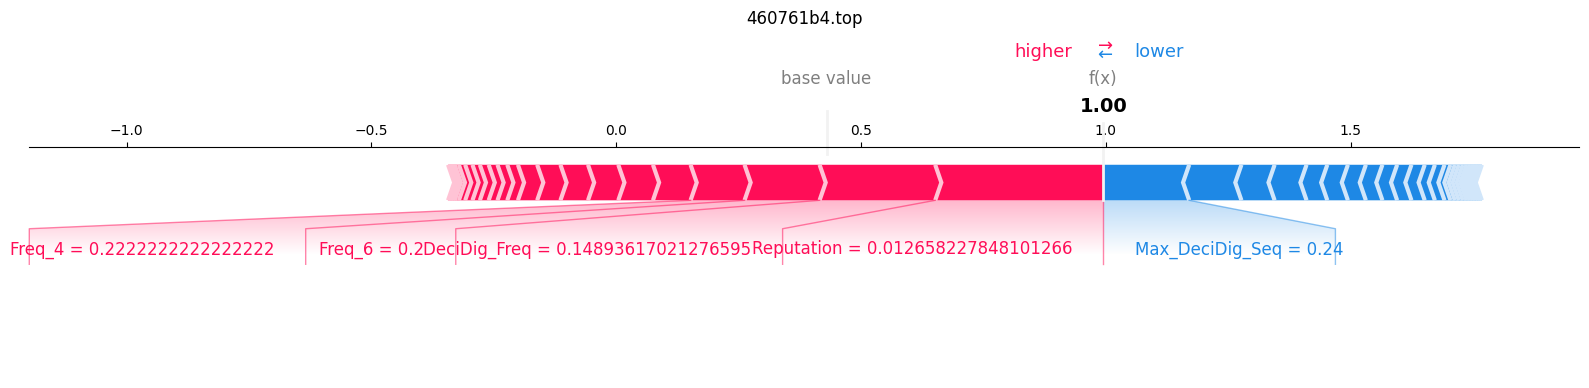 460761b4.top
higher → ← lower
base value f(x)
1.00
−1.0 −0.5 0.0 0.5 1.0 1.5
Freq_4 = 0.2222222222222222 Freq_6 = 0.2 DeciDig_Freq = 0.14893617021276595 Reputation = 0.012658227848101266 Max_DeciDig_Seq = 0.24